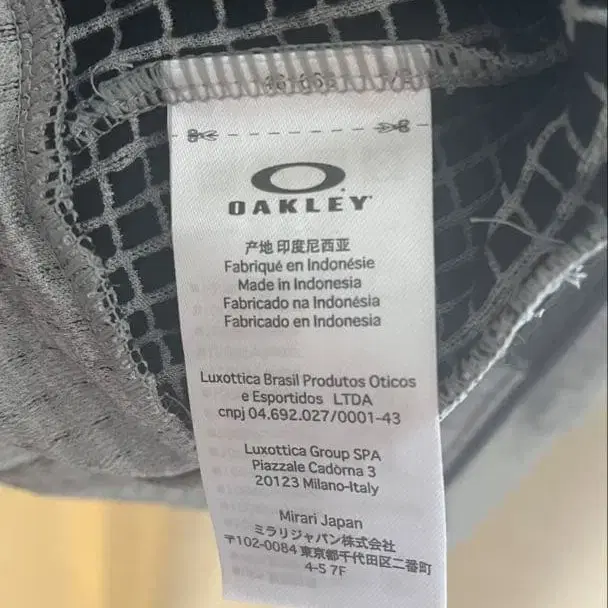 OAKLEY
产地 印度尼西亚
Fabriqué en Indonésie
Made in Indonesia
Fabricado na Indonésia
Fabricado en Indonesia
Luxottica Brasil Produtos Oticos
e Esportidos LTDA
cnpj 04.692.027/0001-43
Luxottica Group SPA
Piazzale Cadorna 3
20123 Milano-Italy
Mirari Japan
ミラリジャパン株式会社
〒102-0084 東京都千代田区二番町
4-5 7F